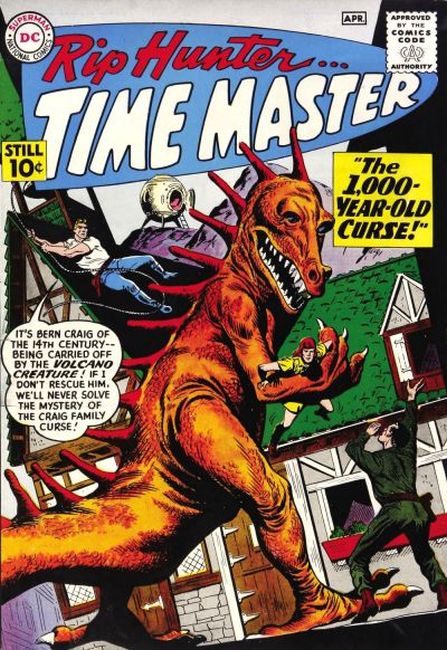 SUPERMAN
DC
NATIONAL COMICS
APR.
APPROVED
BY THE
COMICS
CODE
CA
AUTHORITY
Rip Hunter...
TIME MASTER
STILL
10¢
"The
1,000-
YEAR-OLD
CURSE!"
IT'S BERN CRAIG OF
THE 14TH CENTURY--
BEING CARRIED OFF
BY THE VOLCANO
CREATURE! IF I
DON'T RESCUE HIM,
WE'LL NEVER SOLVE
THE MYSTERY OF
THE CRAIG FAMILY
CURSE!